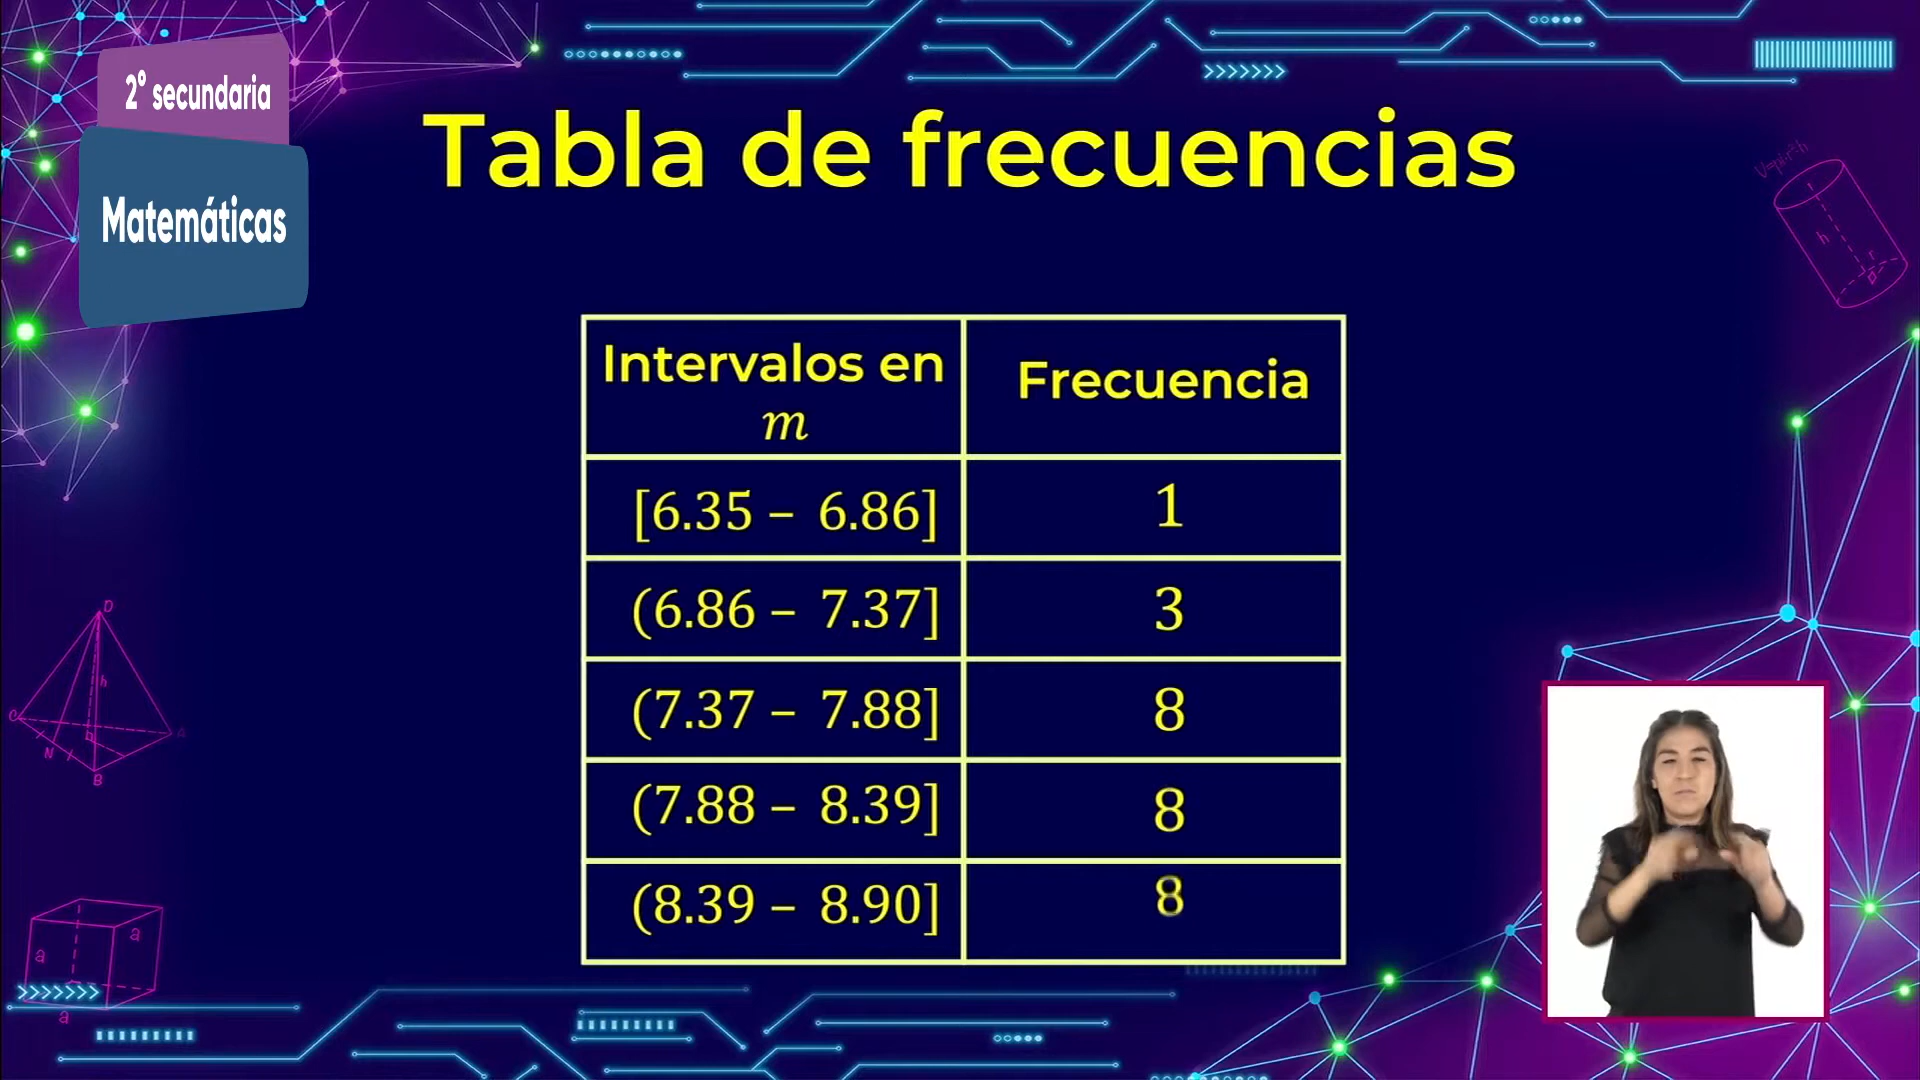 2° secundaria
Matemáticas
Tabla de frecuencias
Intervalos en
m
Frecuencia
[6.35 – 6.86]
1
(6.86 – 7.37]
3
(7.37 – 7.88]
8
(7.88 – 8.39]
8
(8.39 – 8.90]
8
h
r
D
h
C
A
N
b
B
a
a
a